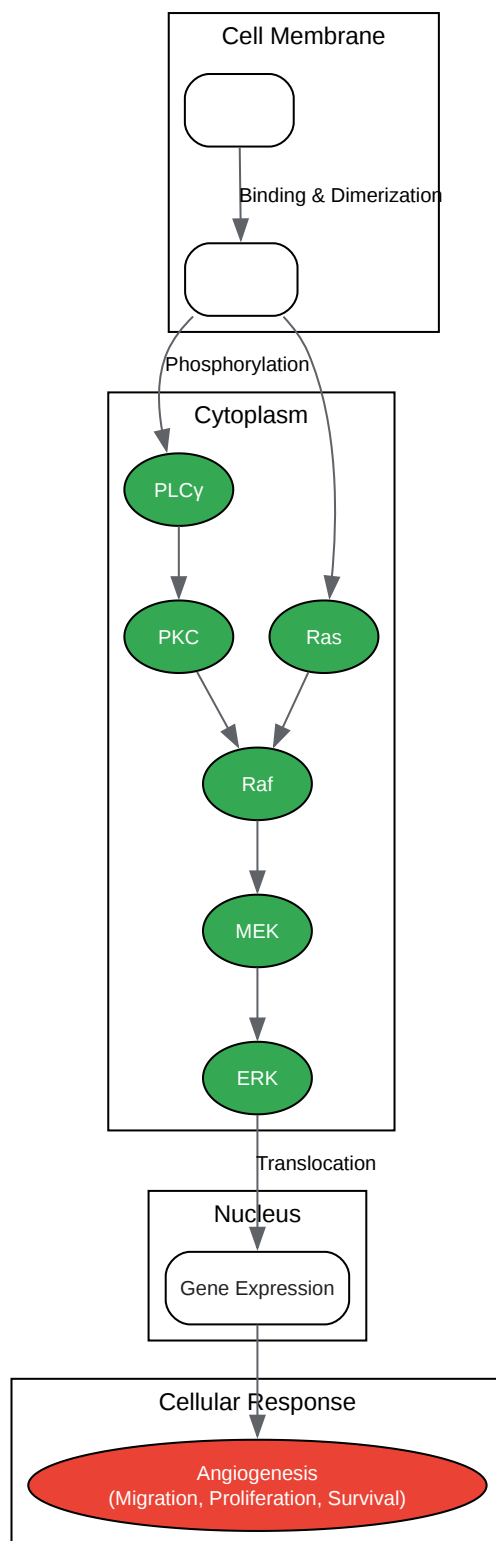 Cell Membrane
Binding & Dimerization
Phosphorylation
Cytoplasm
PLCγ
PKC
Ras
Raf
MEK
ERK
Translocation
Nucleus
Gene Expression
Cellular Response
Angiogenesis
(Migration, Proliferation, Survival)